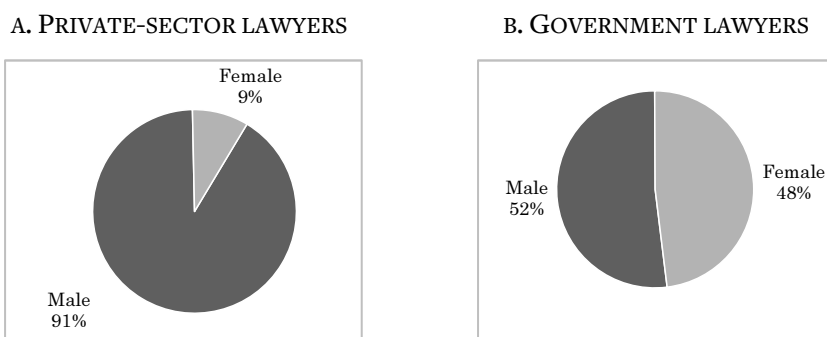 A. PRIVATE-SECTOR LAWYERS
B. GOVERNMENT LAWYERS
Female
9%
Male
91%
Female
48%
Male
52%